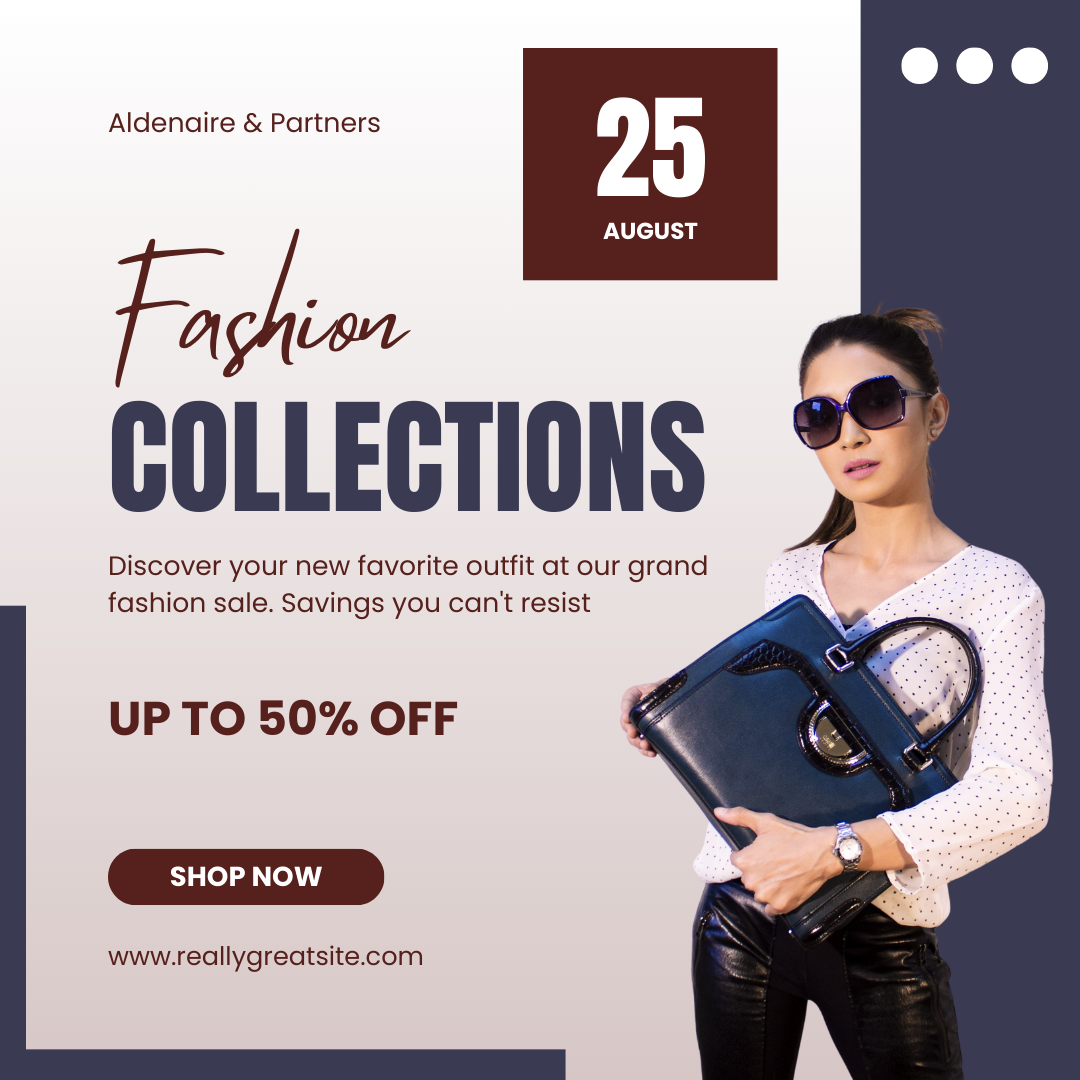 Aldenaire & Partners
25
AUGUST
Fashion
COLLECTIONS
Discover your new favorite outfit at our grand
fashion sale. Savings you can't resist
UP TO 50% OFF
SHOP NOW
www.reallygreatsite.com